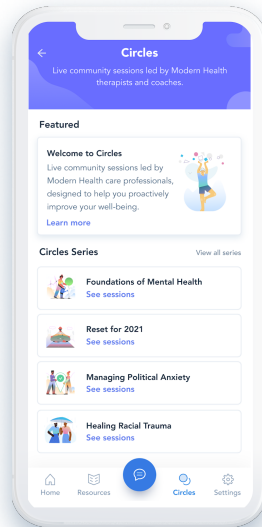 Circles
Live community sessions led by Modern Health
therapists and coaches.
Featured
Welcome to Circles
Live community sessions led by
Modern Health care professionals,
designed to help you proactively
improve your well-being.
Learn more
Circles Series
View all series
Foundations of Mental Health
See sessions
Reset for 2021
See sessions
Managing Political Anxiety
See sessions
Healing Racial Trauma
See sessions
Home
Resources
Circles
Settings